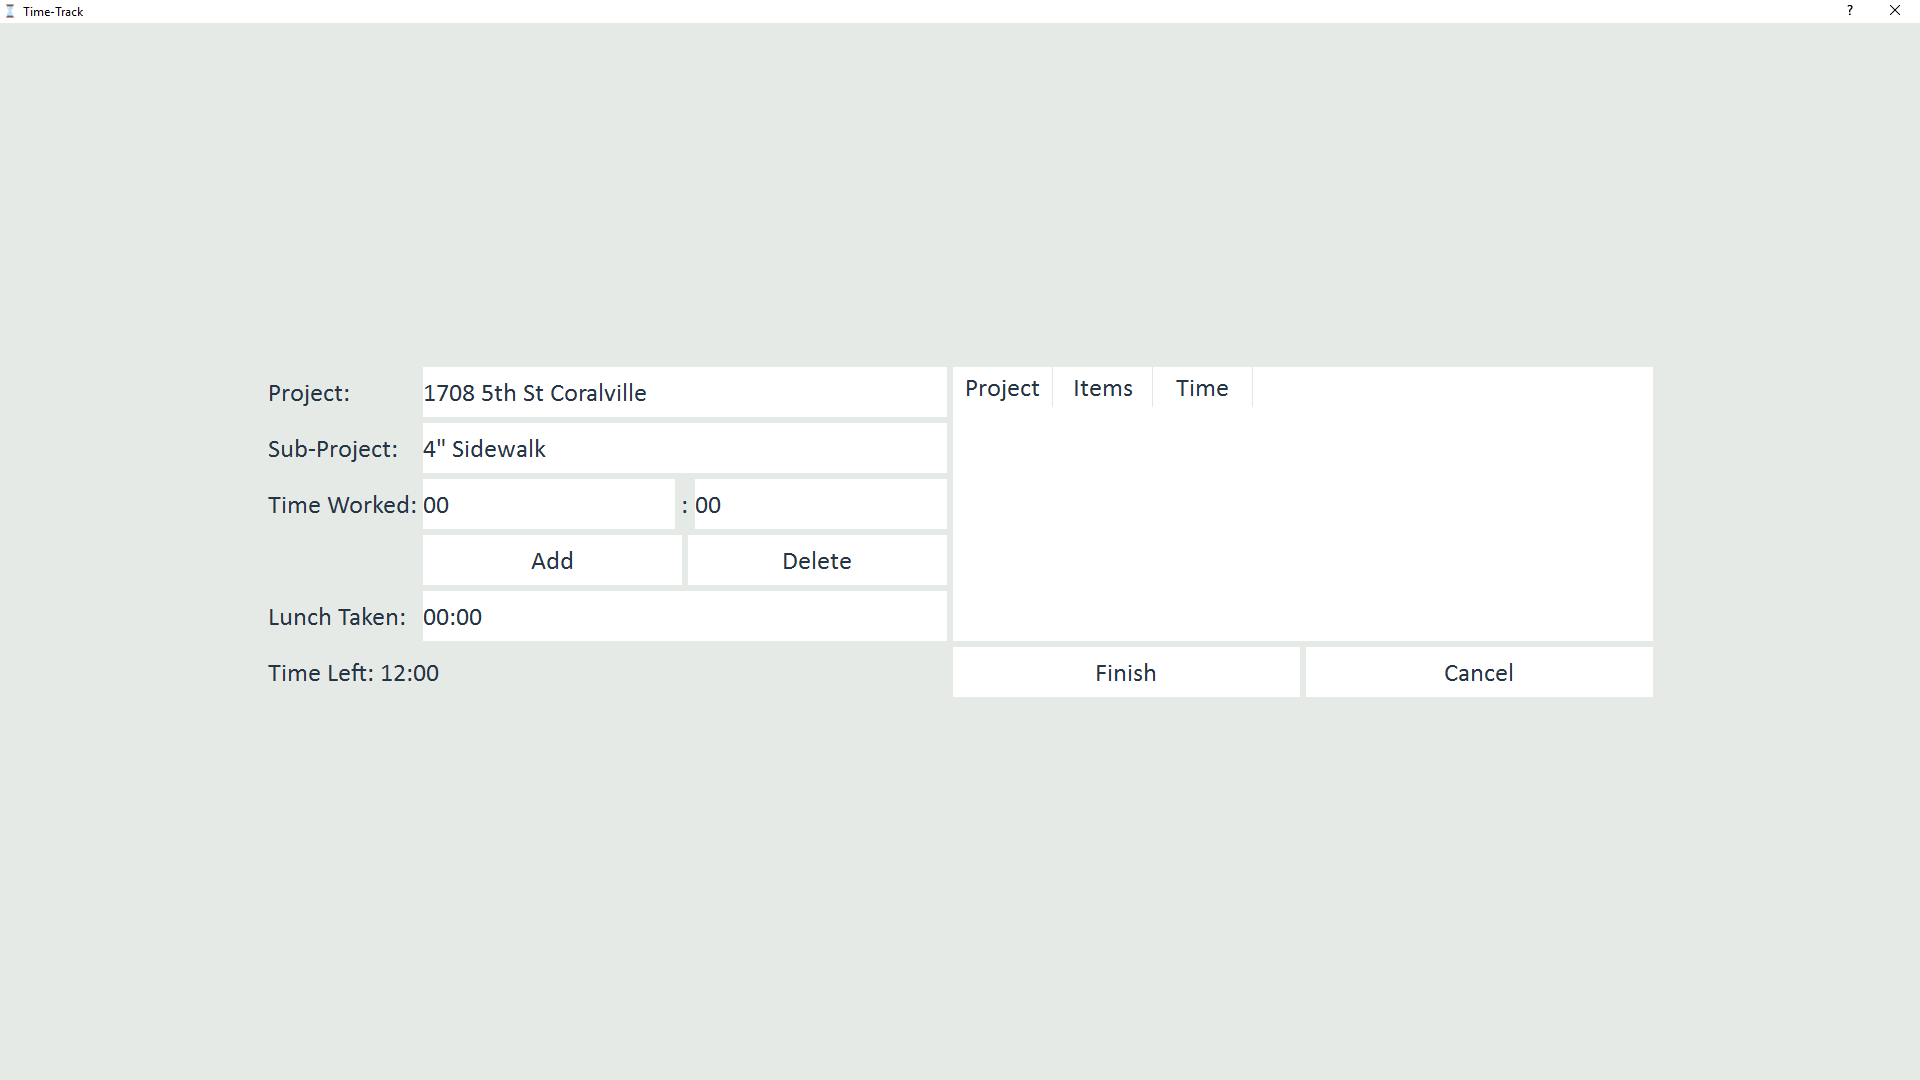 Time-Track
?
Project: 1708 5th St Coralville
Project Items Time
Sub-Project: 4" Sidewalk
Time Worked: 00 : 00
Add Delete
Lunch Taken: 00:00
Time Left: 12:00
Finish Cancel